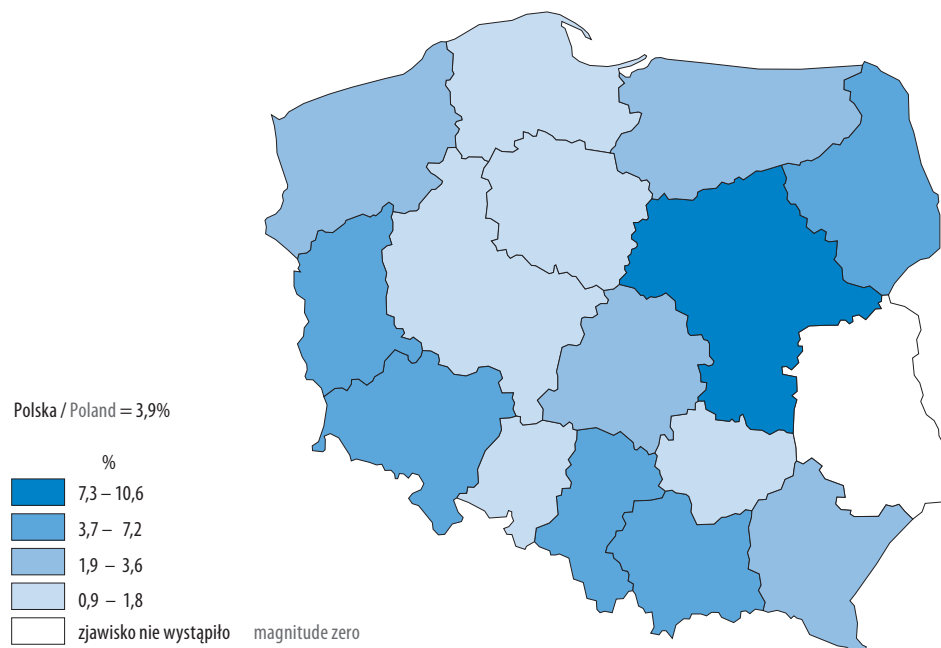 Polska / Poland = 3,9%
%
7,3 – 10,6
3,7 – 7,2
1,9 – 3,6
0,9 – 1,8
zjawisko nie wystąpiło magnitude zero